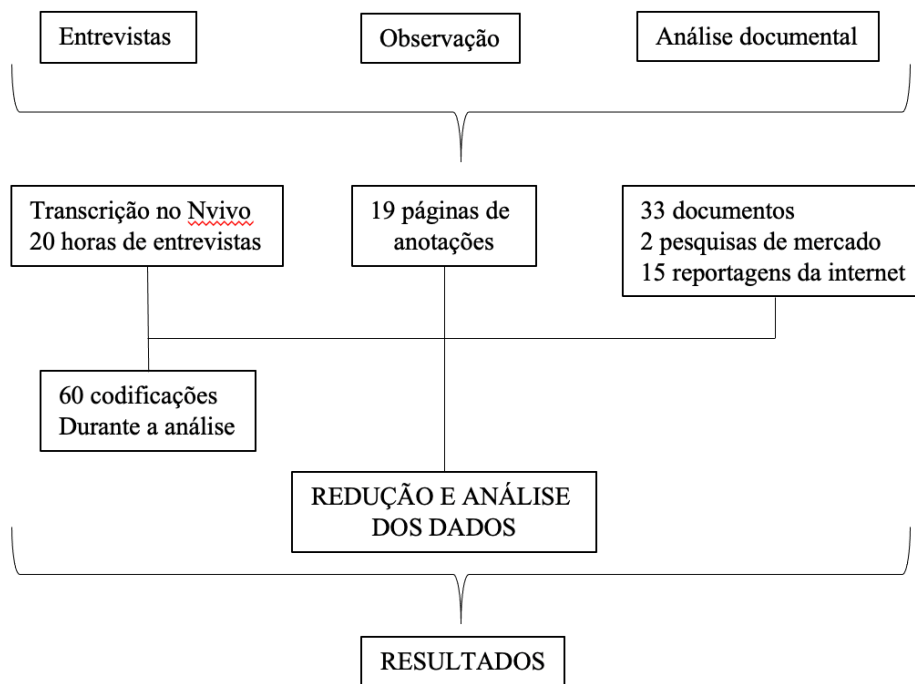 Entrevistas
Observação
Análise documental
Transcrição no Nvivo
20 horas de entrevistas
19 páginas de
anotações
33 documentos
2 pesquisas de mercado
15 reportagens da internet
60 codificações
Durante a análise
REDUÇÃO E ANÁLISE
DOS DADOS
RESULTADOS